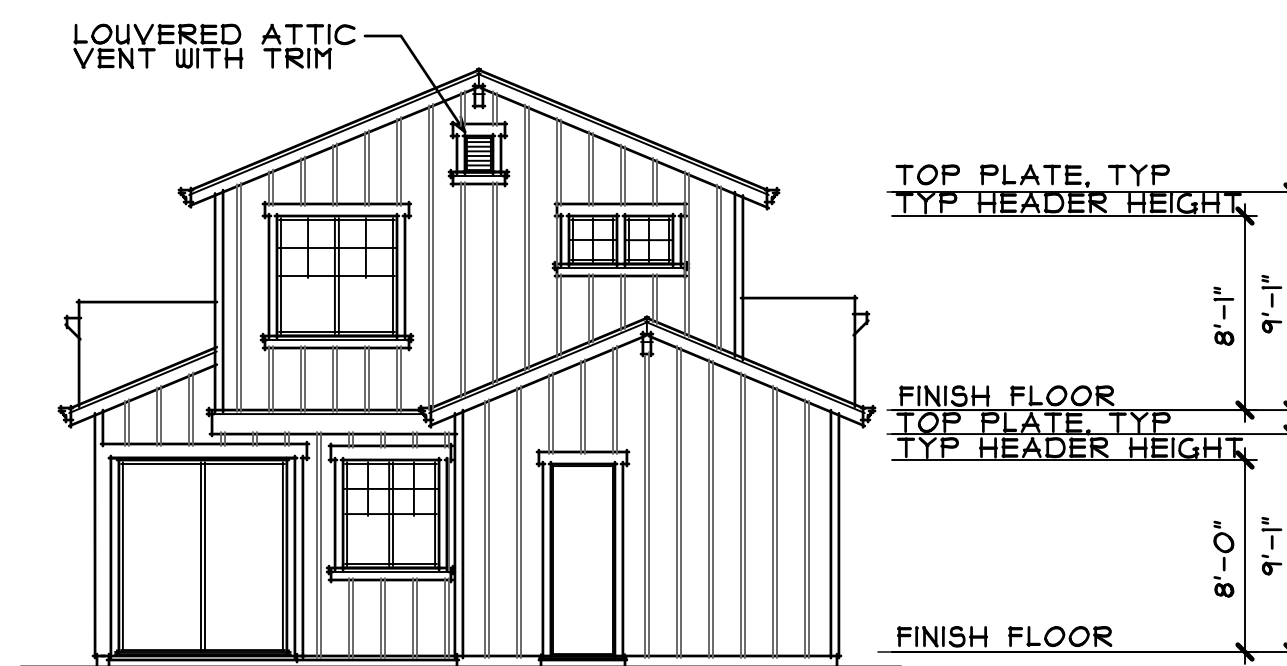 LOUVERED ATTIC
VENT WITH TRIM
TOP PLATE, TYP
TYP HEADER HEIGHT
8'-1"
9'-1"
FINISH FLOOR
TOP PLATE, TYP
TYP HEADER HEIGHT
8'-0"
9'-1"
FINISH FLOOR